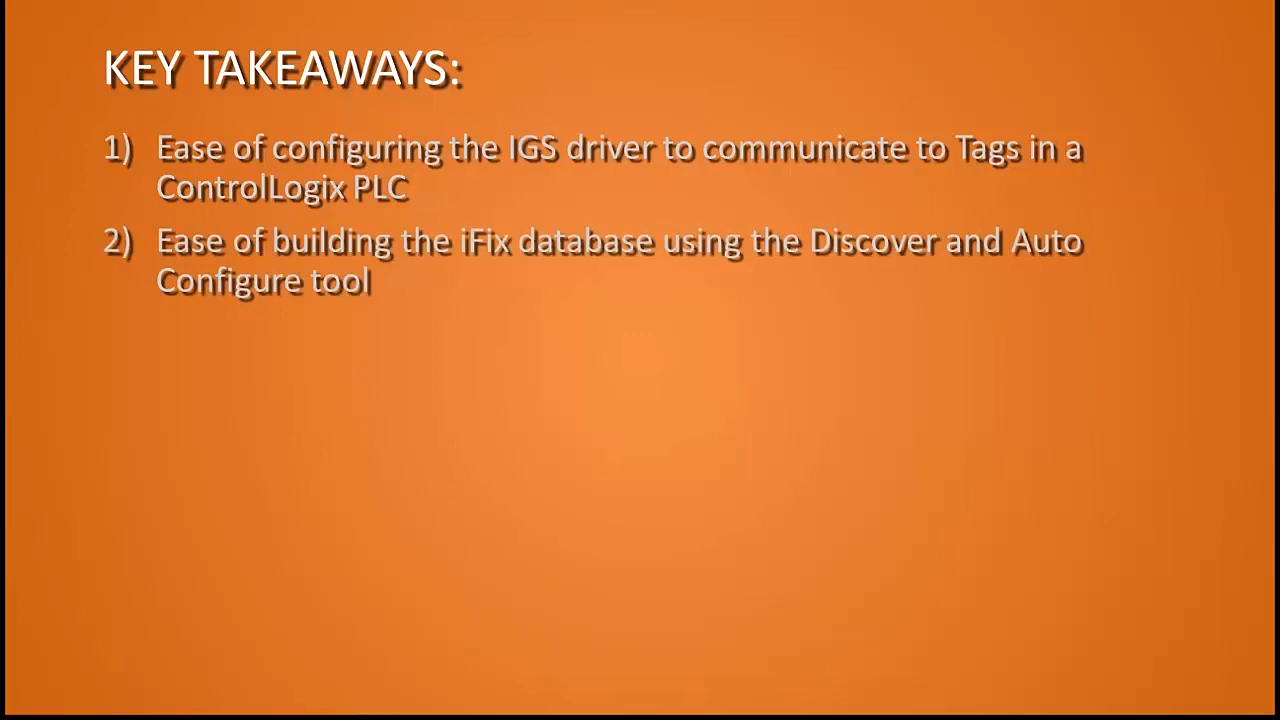 KEY TAKEAWAYS:
1) Ease of configuring the IGS driver to communicate to Tags in a
ControlLogix PLC
2) Ease of building the iFix database using the Discover and Auto
Configure tool